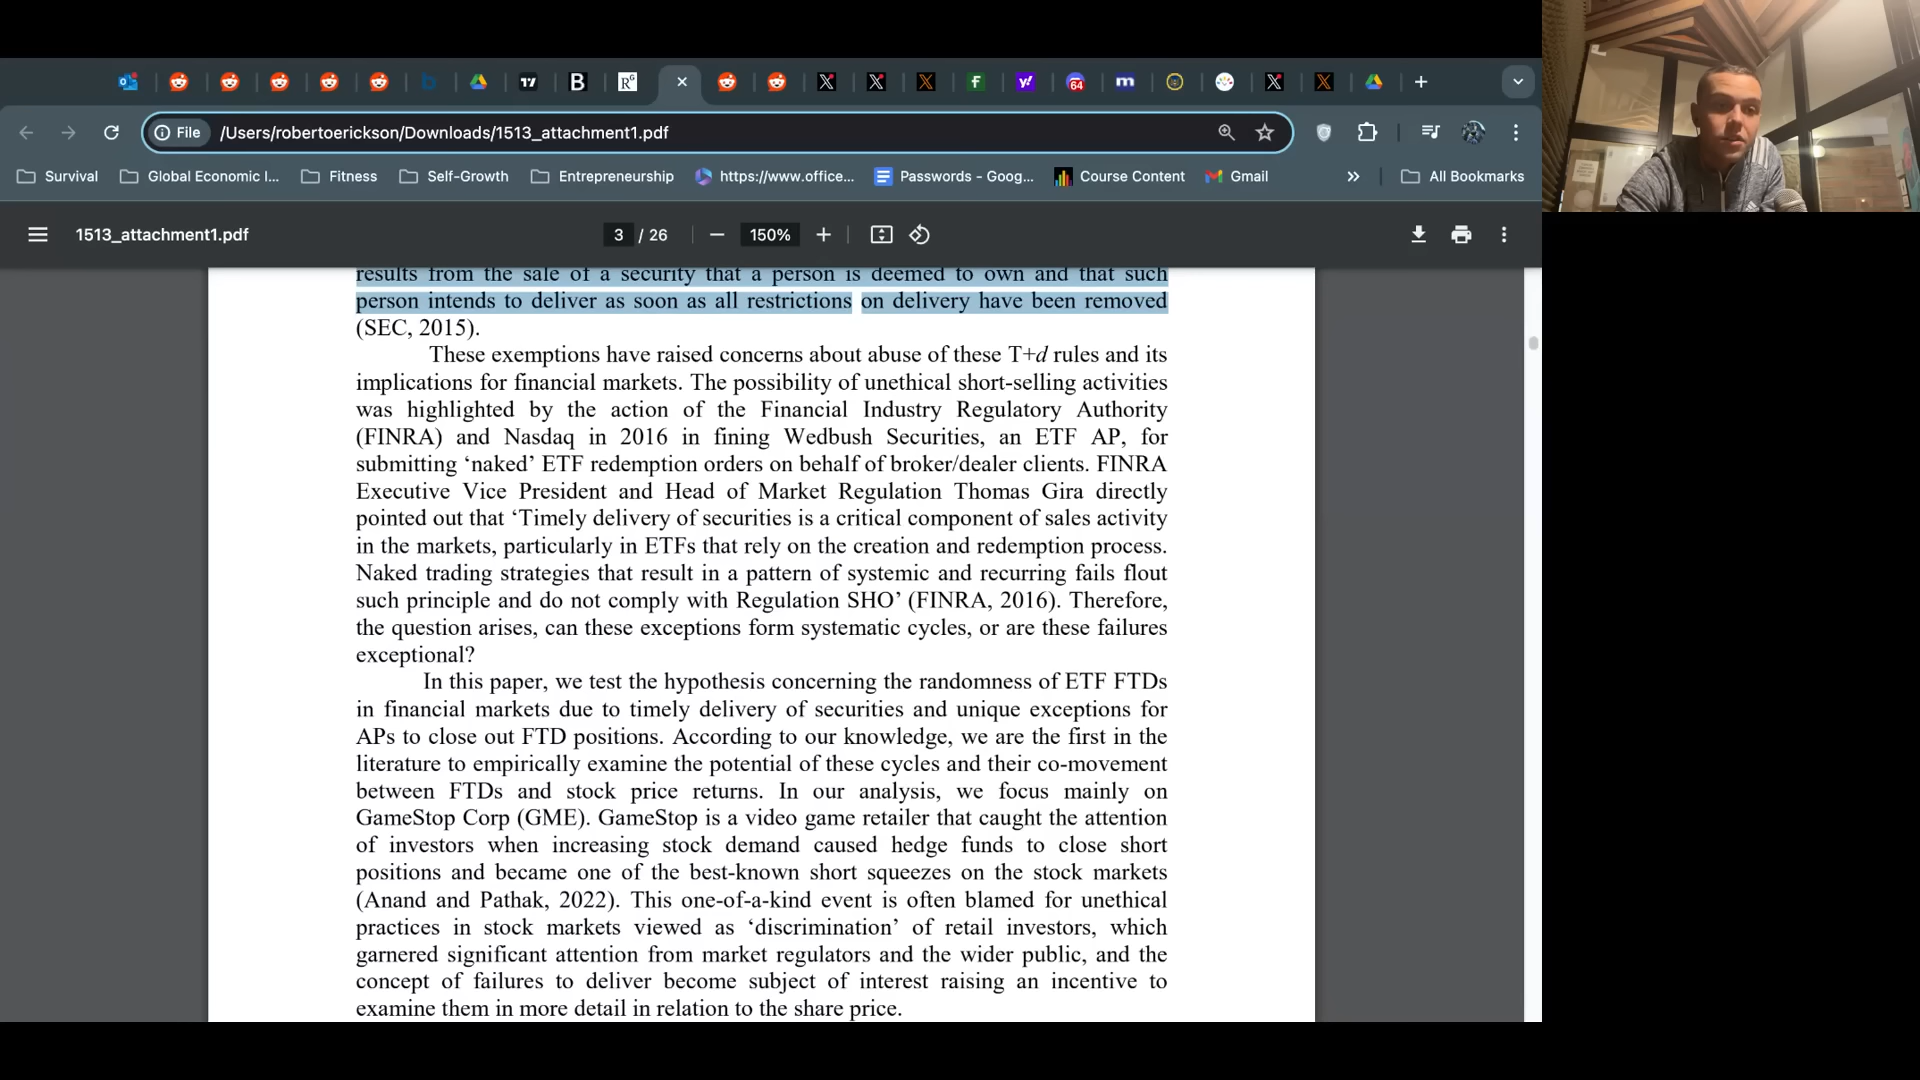 File
/Users/robertoerickson/Downloads/1513_attachment1.pdf
Survival
Global Economic I...
Fitness
Self-Growth
Entrepreneurship
https://www.office...
Passwords - Goog...
Course Content
Gmail
All Bookmarks
1513_attachment1.pdf
3 / 26
150%
results from the sale of a security that a person is deemed to own and that such
person intends to deliver as soon as all restrictions on delivery have been removed
(SEC, 2015).
These exemptions have raised concerns about abuse of these T+d rules and its
implications for financial markets. The possibility of unethical short-selling activities
was highlighted by the action of the Financial Industry Regulatory Authority
(FINRA) and Nasdaq in 2016 in fining Wedbush Securities, an ETF AP, for
submitting ‘naked’ ETF redemption orders on behalf of broker/dealer clients. FINRA
Executive Vice President and Head of Market Regulation Thomas Gira directly
pointed out that ‘Timely delivery of securities is a critical component of sales activity
in the markets, particularly in ETFs that rely on the creation and redemption process.
Naked trading strategies that result in a pattern of systemic and recurring fails flout
such principle and do not comply with Regulation SHO’ (FINRA, 2016). Therefore,
the question arises, can these exceptions form systematic cycles, or are these failures
exceptional?
In this paper, we test the hypothesis concerning the randomness of ETF FTDs
in financial markets due to timely delivery of securities and unique exceptions for
APs to close out FTD positions. According to our knowledge, we are the first in the
literature to empirically examine the potential of these cycles and their co-movement
between FTDs and stock price returns. In our analysis, we focus mainly on
GameStop Corp (GME). GameStop is a video game retailer that caught the attention
of investors when increasing stock demand caused hedge funds to close short
positions and became one of the best-known short squeezes on the stock markets
(Anand and Pathak, 2022). This one-of-a-kind event is often blamed for unethical
practices in stock markets viewed as ‘discrimination’ of retail investors, which
garnered significant attention from market regulators and the wider public, and the
concept of failures to deliver become subject of interest raising an incentive to
examine them in more detail in relation to the share price.